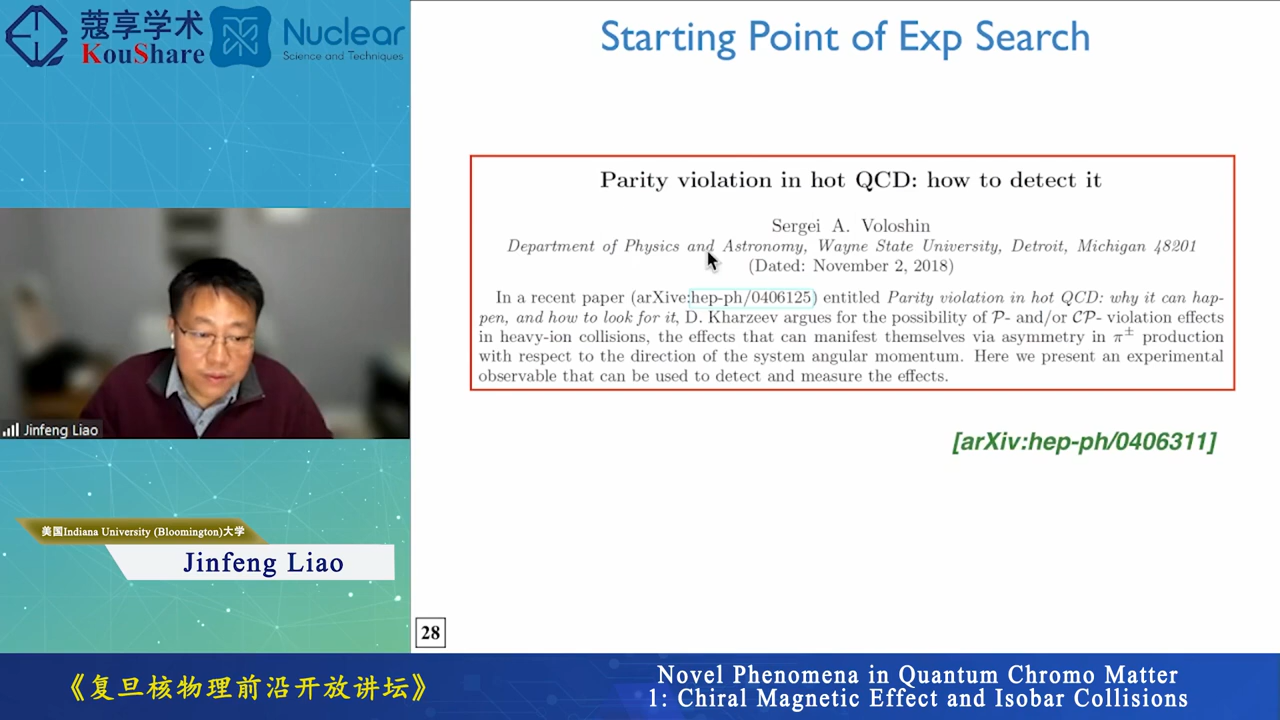 蔻享学术
KouShare
Nuclear
Science and Techniques
Starting Point of Exp Search
Parity violation in hot QCD: how to detect it
Sergei A. Voloshin
Department of Physics and Astronomy, Wayne State University, Detroit, Michigan 48201
(Dated: November 2, 2018)
In a recent paper (arXive:hep-ph/0406125) entitled Parity violation in hot QCD: why it can hap-
pen, and how to look for it, D. Kharzeev argues for the possibility of P- and/or CP- violation effects
in heavy-ion collisions, the effects that can manifest themselves via asymmetry in π± production
with respect to the direction of the system angular momentum. Here we present an experimental
observable that can be used to detect and measure the effects.
[arXiv:hep-ph/0406311]
Jinfeng Liao
美国Indiana University (Bloomington)大学
Jinfeng Liao
28
《复旦核物理前沿开放讲坛》
Novel Phenomena in Quantum Chromo Matter
1: Chiral Magnetic Effect and Isobar Collisions